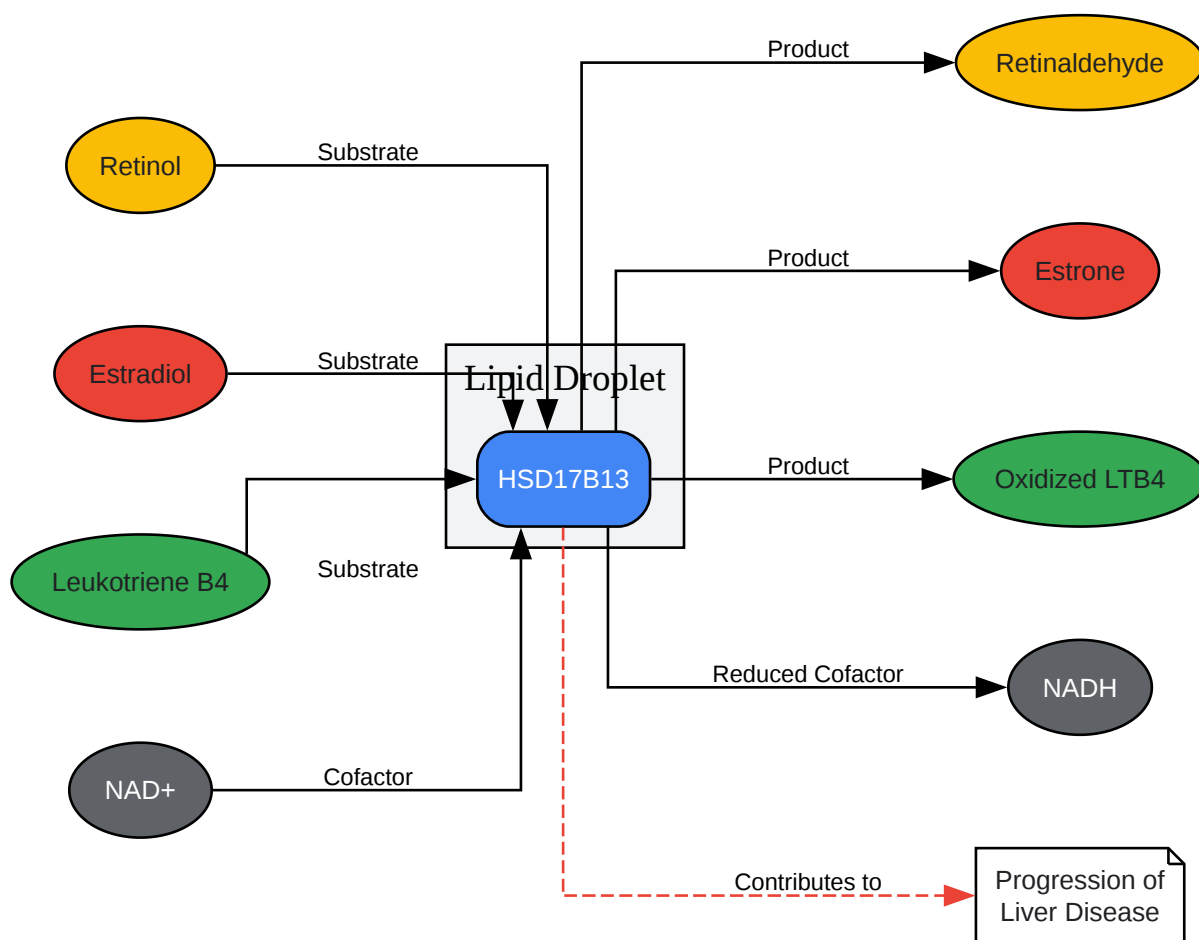 Product
Retinaldehyde
Retinol
Substrate
Product
Estrone
Estradiol
Substrate
Lipid Droplet
HSD17B13
Product
Oxidized LTB4
Leukotriene B4
Substrate
Reduced Cofactor
NADH
NAD+
Cofactor
Contributes to
Progression of
Liver Disease